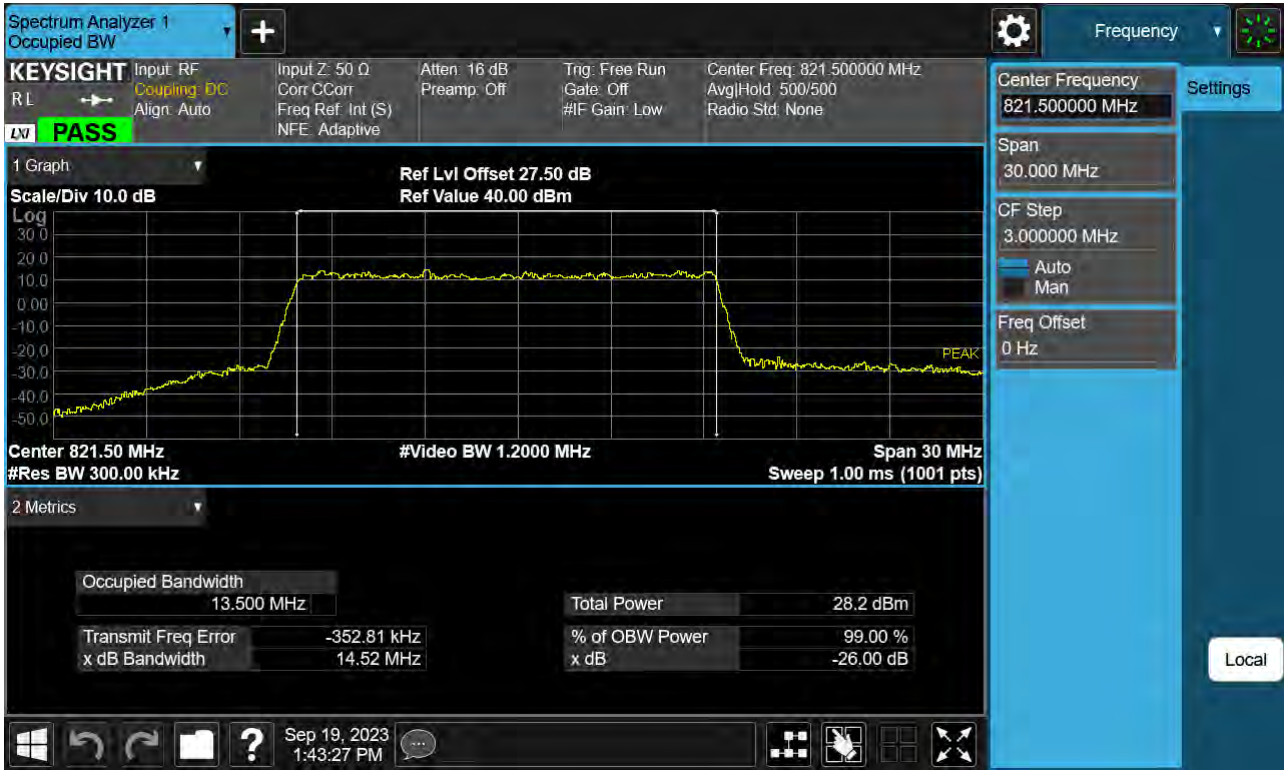 Spectrum Analyzer 1
Occupied BW
Frequency
KEYSIGHT
RL
LXI
PASS
Input: RF
Coupling: DC
Align: Auto
Input Z: 50 Ω
Corr CCorr
Freq Ref: Int (S)
NFE: Adaptive
Atten: 16 dB
Preamp: Off
Trig: Free Run
Gate: Off
#IF Gain: Low
Center Freq: 821.500000 MHz
Avg|Hold: 500/500
Radio Std: None
Center Frequency
821.500000 MHz
Settings
Span
30.000 MHz
CF Step
3.000000 MHz
Auto
Man
Freq Offset
0 Hz
Local
1 Graph
Scale/Div 10.0 dB
Ref Lvl Offset 27.50 dB
Ref Value 40.00 dBm
Log
30.0
20.0
10.0
0.00
-10.0
-20.0
-30.0
-40.0
-50.0
PEAK
Center 821.50 MHz
#Video BW 1.2000 MHz
Span 30 MHz
#Res BW 300.00 kHz
Sweep 1.00 ms (1001 pts)
2 Metrics
Occupied Bandwidth
13.500 MHz
Total Power 28.2 dBm
Transmit Freq Error -352.81 kHz
% of OBW Power 99.00 %
x dB Bandwidth 14.52 MHz
x dB -26.00 dB
Sep 19, 2023
1:43:27 PM